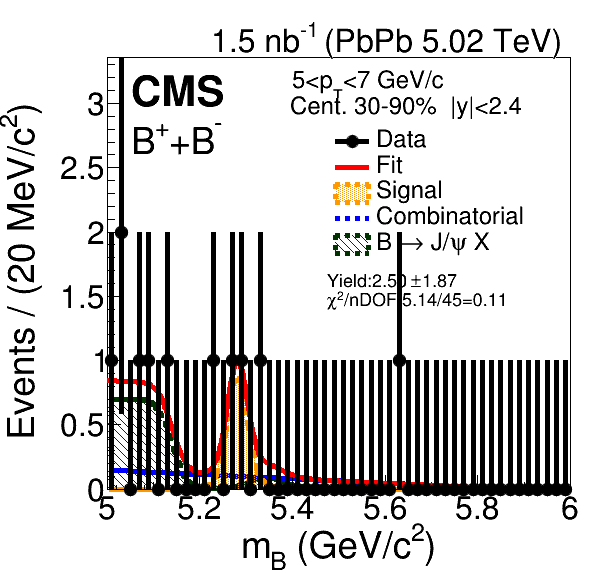 1.5 nb⁻¹ (PbPb 5.02 TeV)
CMS
B⁺+B⁻
5<p_T<7 GeV/c
Cent. 30-90% |y|<2.4
Data
Fit
Signal
Combinatorial
B → J/ψ X
Yield:2.50 ±1.87
χ²/nDOF:5.14/45=0.11
Events / (20 MeV/c²)
3
2.5
2
1.5
1
0.5
0
5 5.2 5.4 5.6 5.8 6
m_B (GeV/c²)